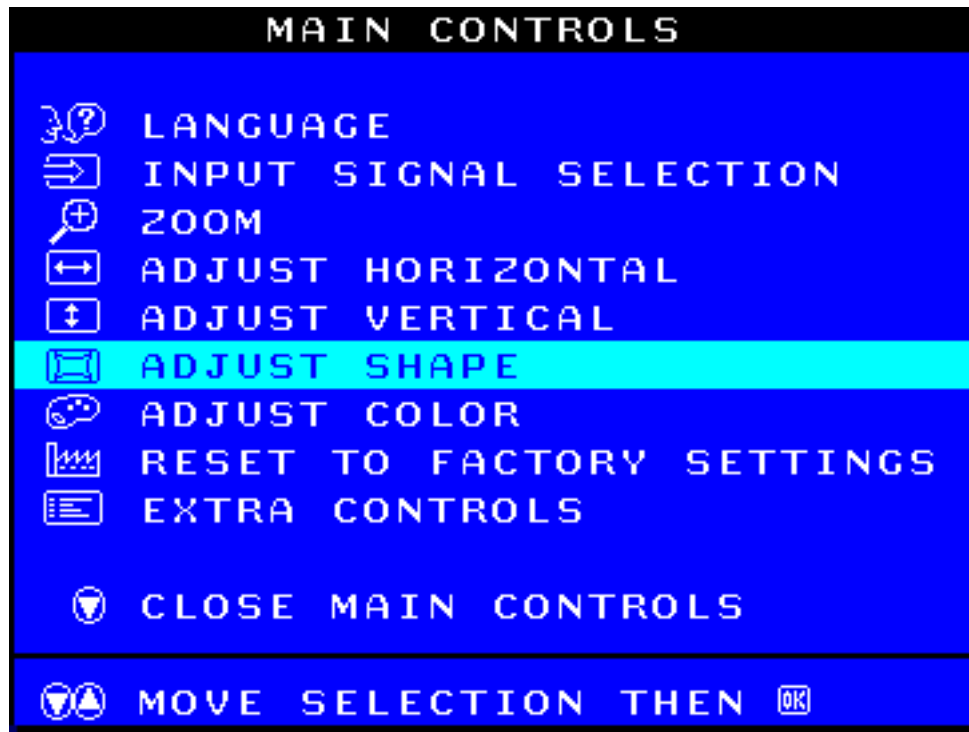 MAIN CONTROLS
LANGUAGE
INPUT SIGNAL SELECTION
ZOOM
ADJUST HORIZONTAL
ADJUST VERTICAL
ADJUST SHAPE
ADJUST COLOR
RESET TO FACTORY SETTINGS
EXTRA CONTROLS
CLOSE MAIN CONTROLS
MOVE SELECTION THEN OK